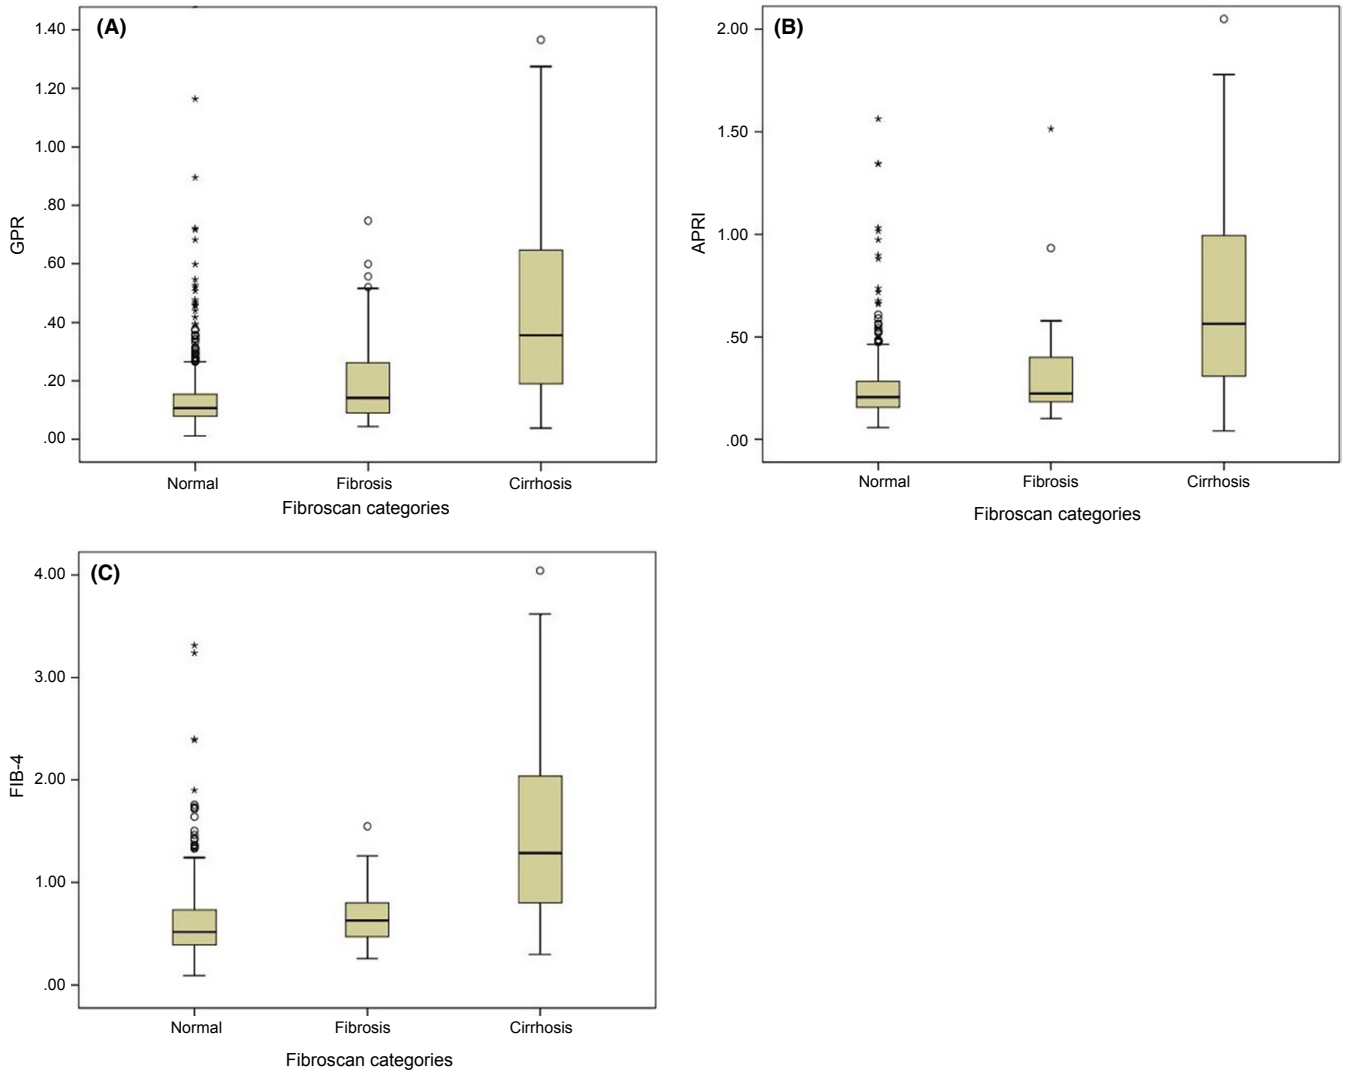 (A)
1.40
1.20
1.00
.80
.60
.40
.20
.00
GPR
Normal Fibrosis Cirrhosis
Fibroscan categories
(B)
2.00
1.50
1.00
.50
.00
APRI
Normal Fibrosis Cirrhosis
Fibroscan categories
(C)
4.00
3.00
2.00
1.00
.00
FIB-4
Normal Fibrosis Cirrhosis
Fibroscan categories